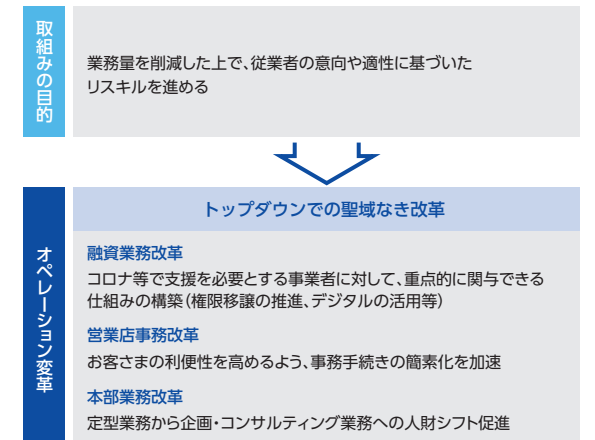 取組みの目的
業務量を削減した上で、従業者の意向や適性に基づいた
リスキルを進める
オペレーション変革
トップダウンでの聖域なき改革
融資業務改革
コロナ等で支援を必要とする事業者に対して、重点的に関与できる
仕組みの構築(権限移譲の推進、デジタルの活用等)
営業店事務改革
お客さまの利便性を高めるよう、事務手続きの簡素化を加速
本部業務改革
定型業務から企画・コンサルティング業務への人財シフト促進